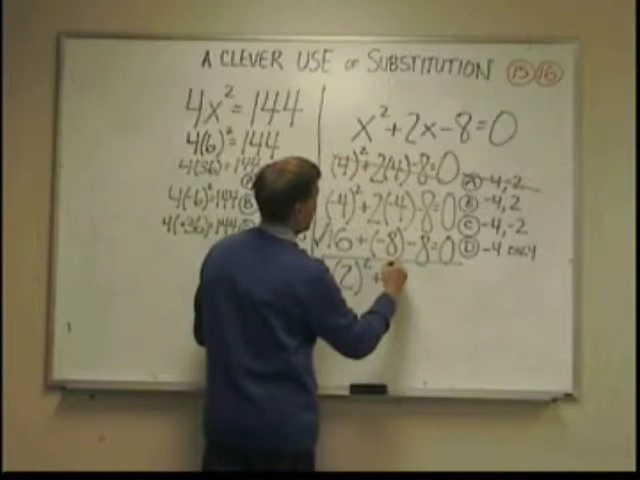 A CLEVER USE OF SUBSTITUTION 15 16
4x² = 144
4(6)² = 144
4(36) = 144
A
4(-6)² = 144 B
4(+36) = 144
x² + 2x - 8 = 0
(4)² + 2(4) - 8 = 0
(-4)² + 2(-4) - 8 = 0
√16 + (-8) - 8 = 0
(2)² +
A -4, -2
B -4, 2
C -4, -2
D -4 ONLY